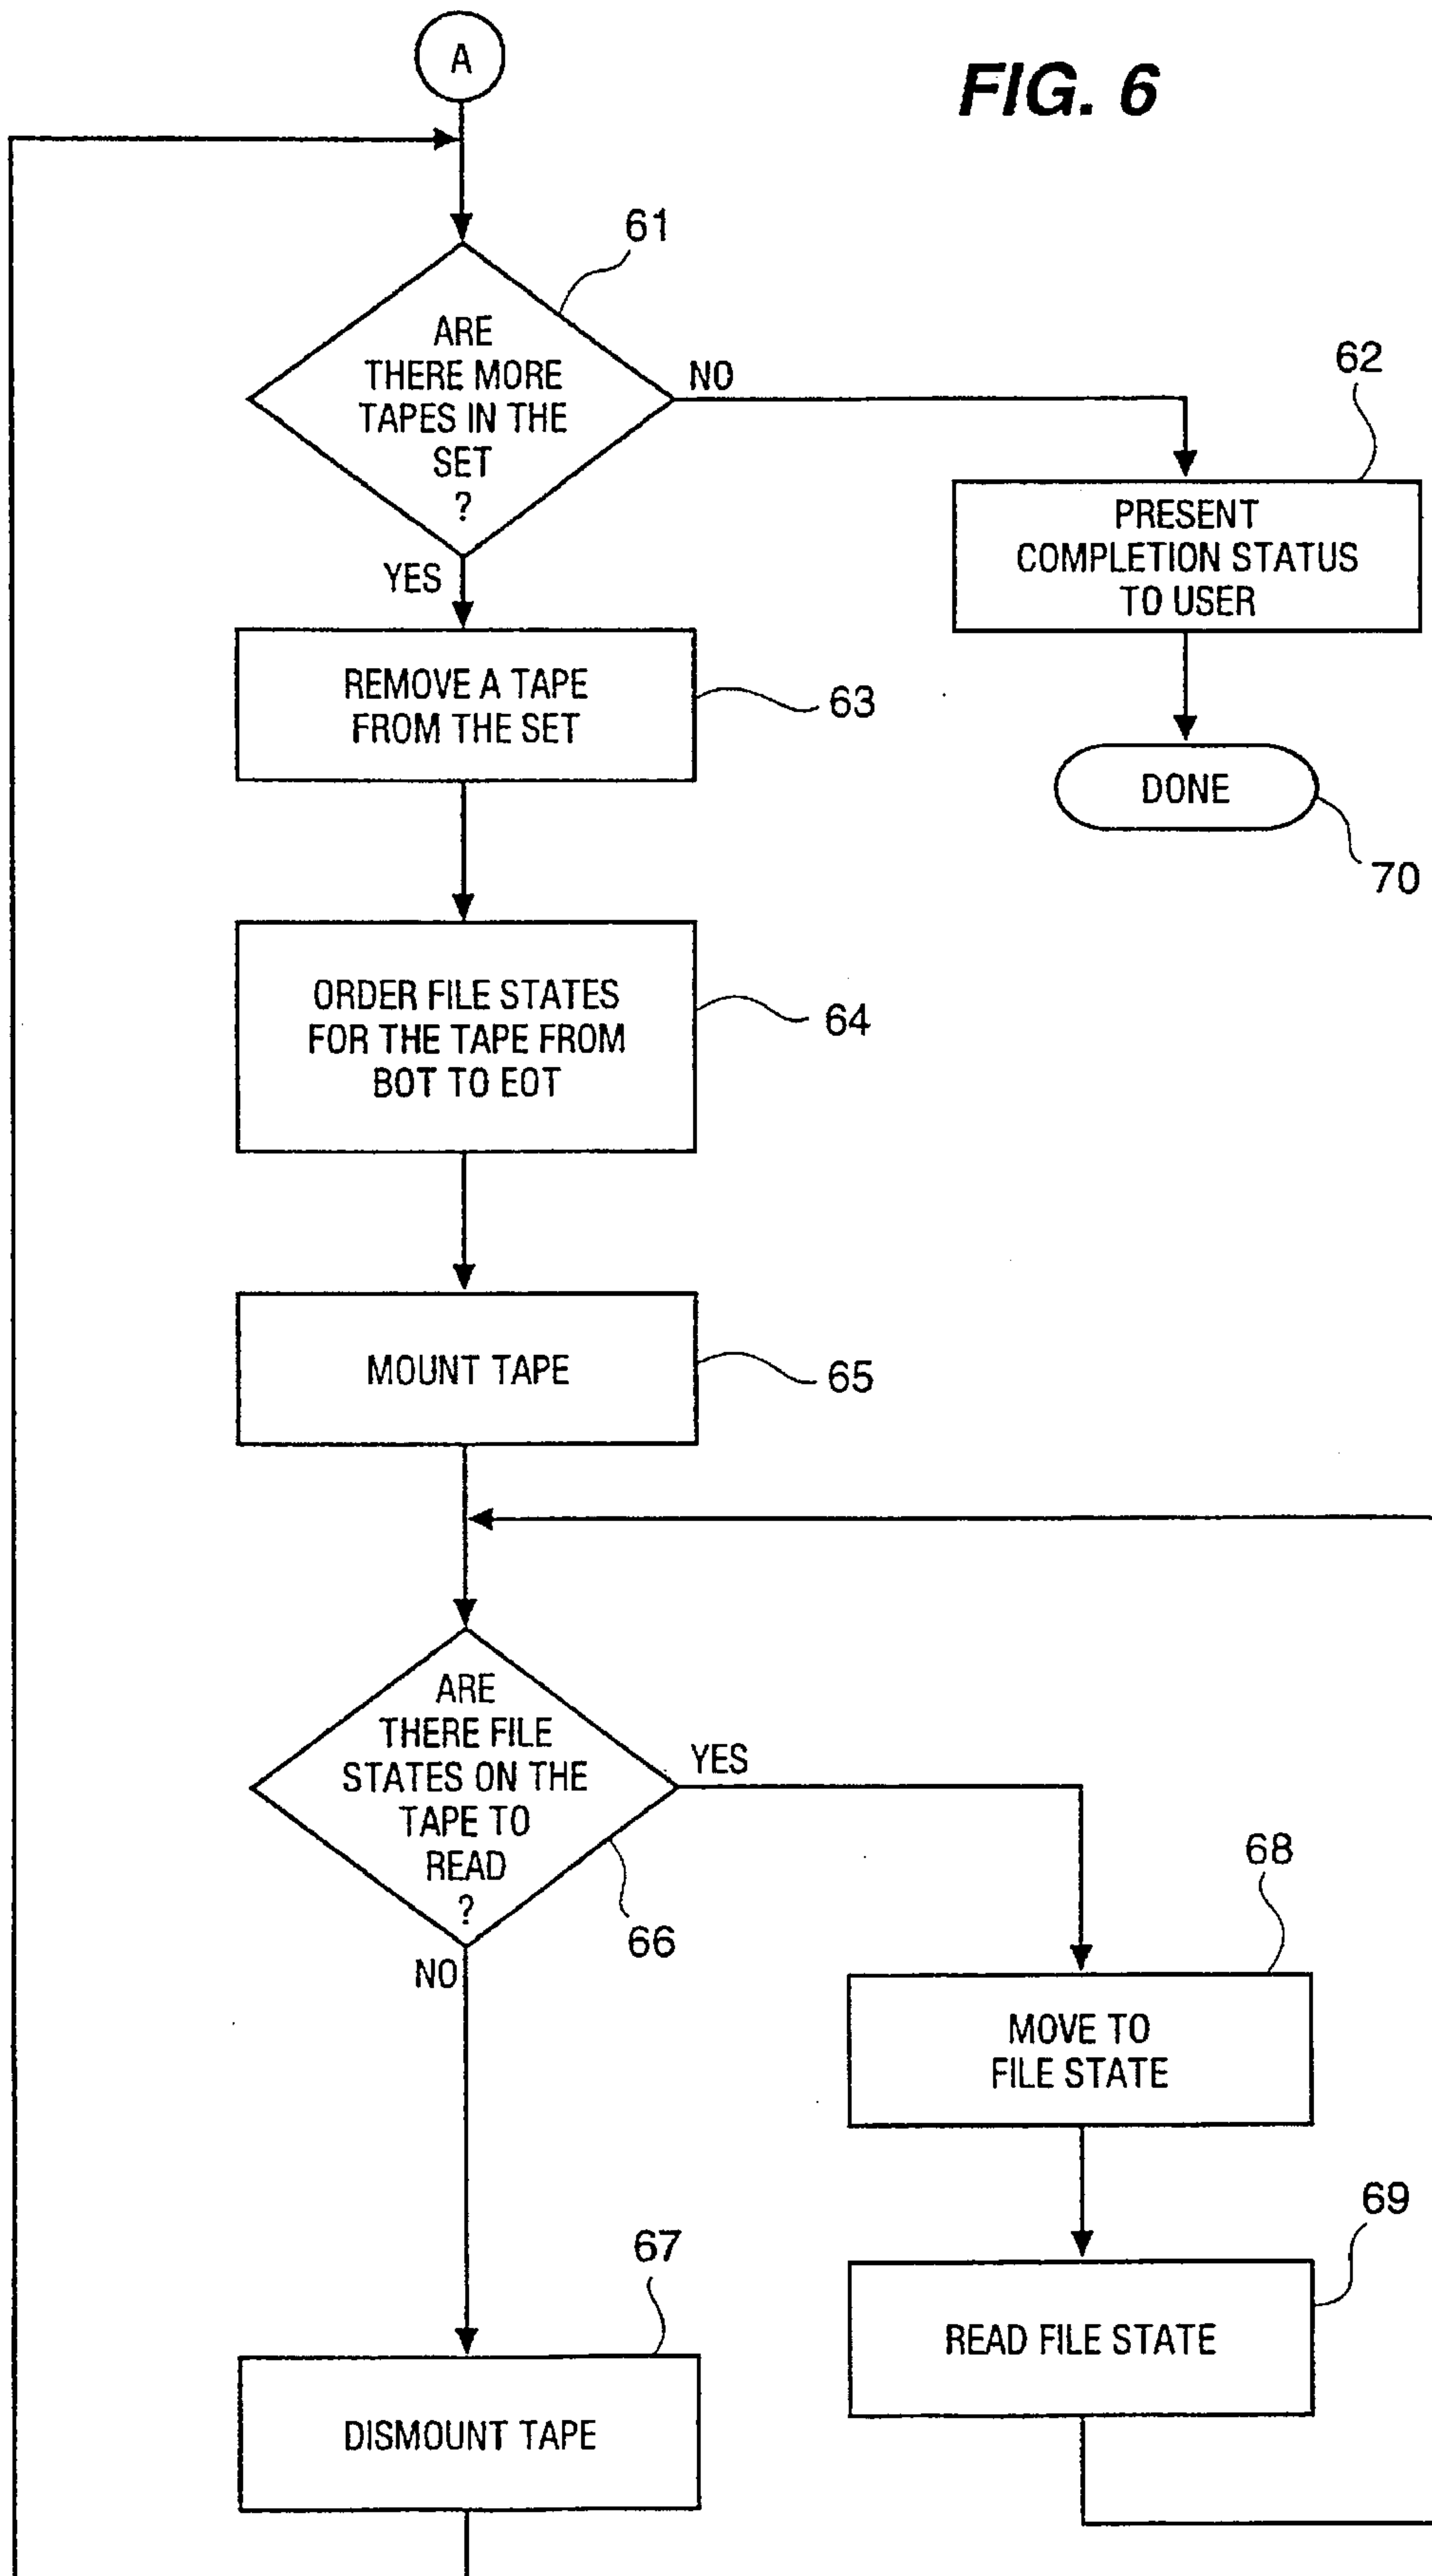 A
FIG. 6
61
ARE
THERE MORE
TAPES IN THE
SET
?
NO
62
PRESENT
COMPLETION STATUS
TO USER
YES
REMOVE A TAPE
FROM THE SET
63
DONE
70
ORDER FILE STATES
FOR THE TAPE FROM
BOT TO EOT
64
MOUNT TAPE
65
ARE
THERE FILE
STATES ON THE
TAPE TO
READ
?
YES
66
NO
68
MOVE TO
FILE STATE
69
READ FILE STATE
67
DISMOUNT TAPE